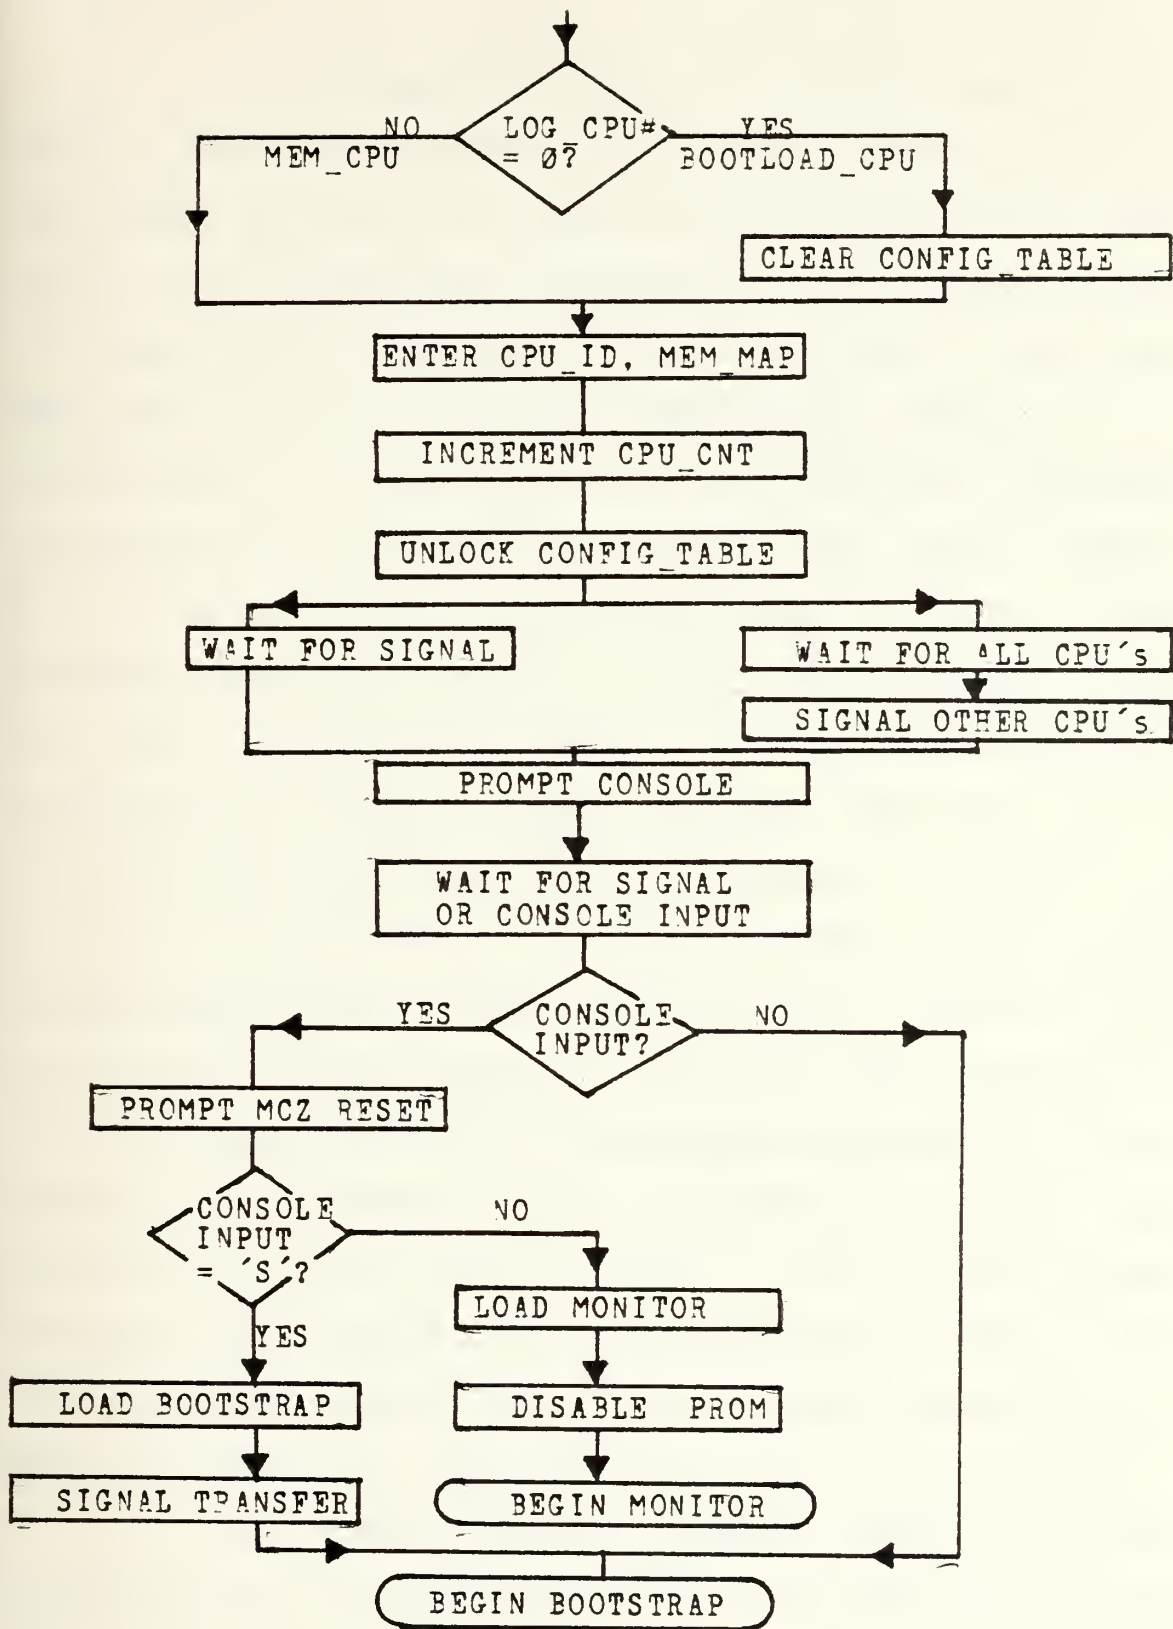 LOG_CPU#
= Ø?
NO
MEM_CPU
YES
BOOTLOAD_CPU
CLEAR CONFIG_TABLE
ENTER CPU_ID, MEM_MAP
INCREMENT CPU_CNT
UNLOCK CONFIG_TABLE
WAIT FOR SIGNAL
WAIT FOR ALL CPU's
SIGNAL OTHER CPU's
PROMPT CONSOLE
WAIT FOR SIGNAL
OR CONSOLE INPUT
YES
CONSOLE
INPUT?
NO
PROMPT MCZ RESET
CONSOLE
INPUT
= 'S'?
NO
YES
LOAD MONITOR
LOAD BOOTSTRAP
DISABLE PROM
SIGNAL TRANSFER
BEGIN MONITOR
BEGIN BOOTSTRAP